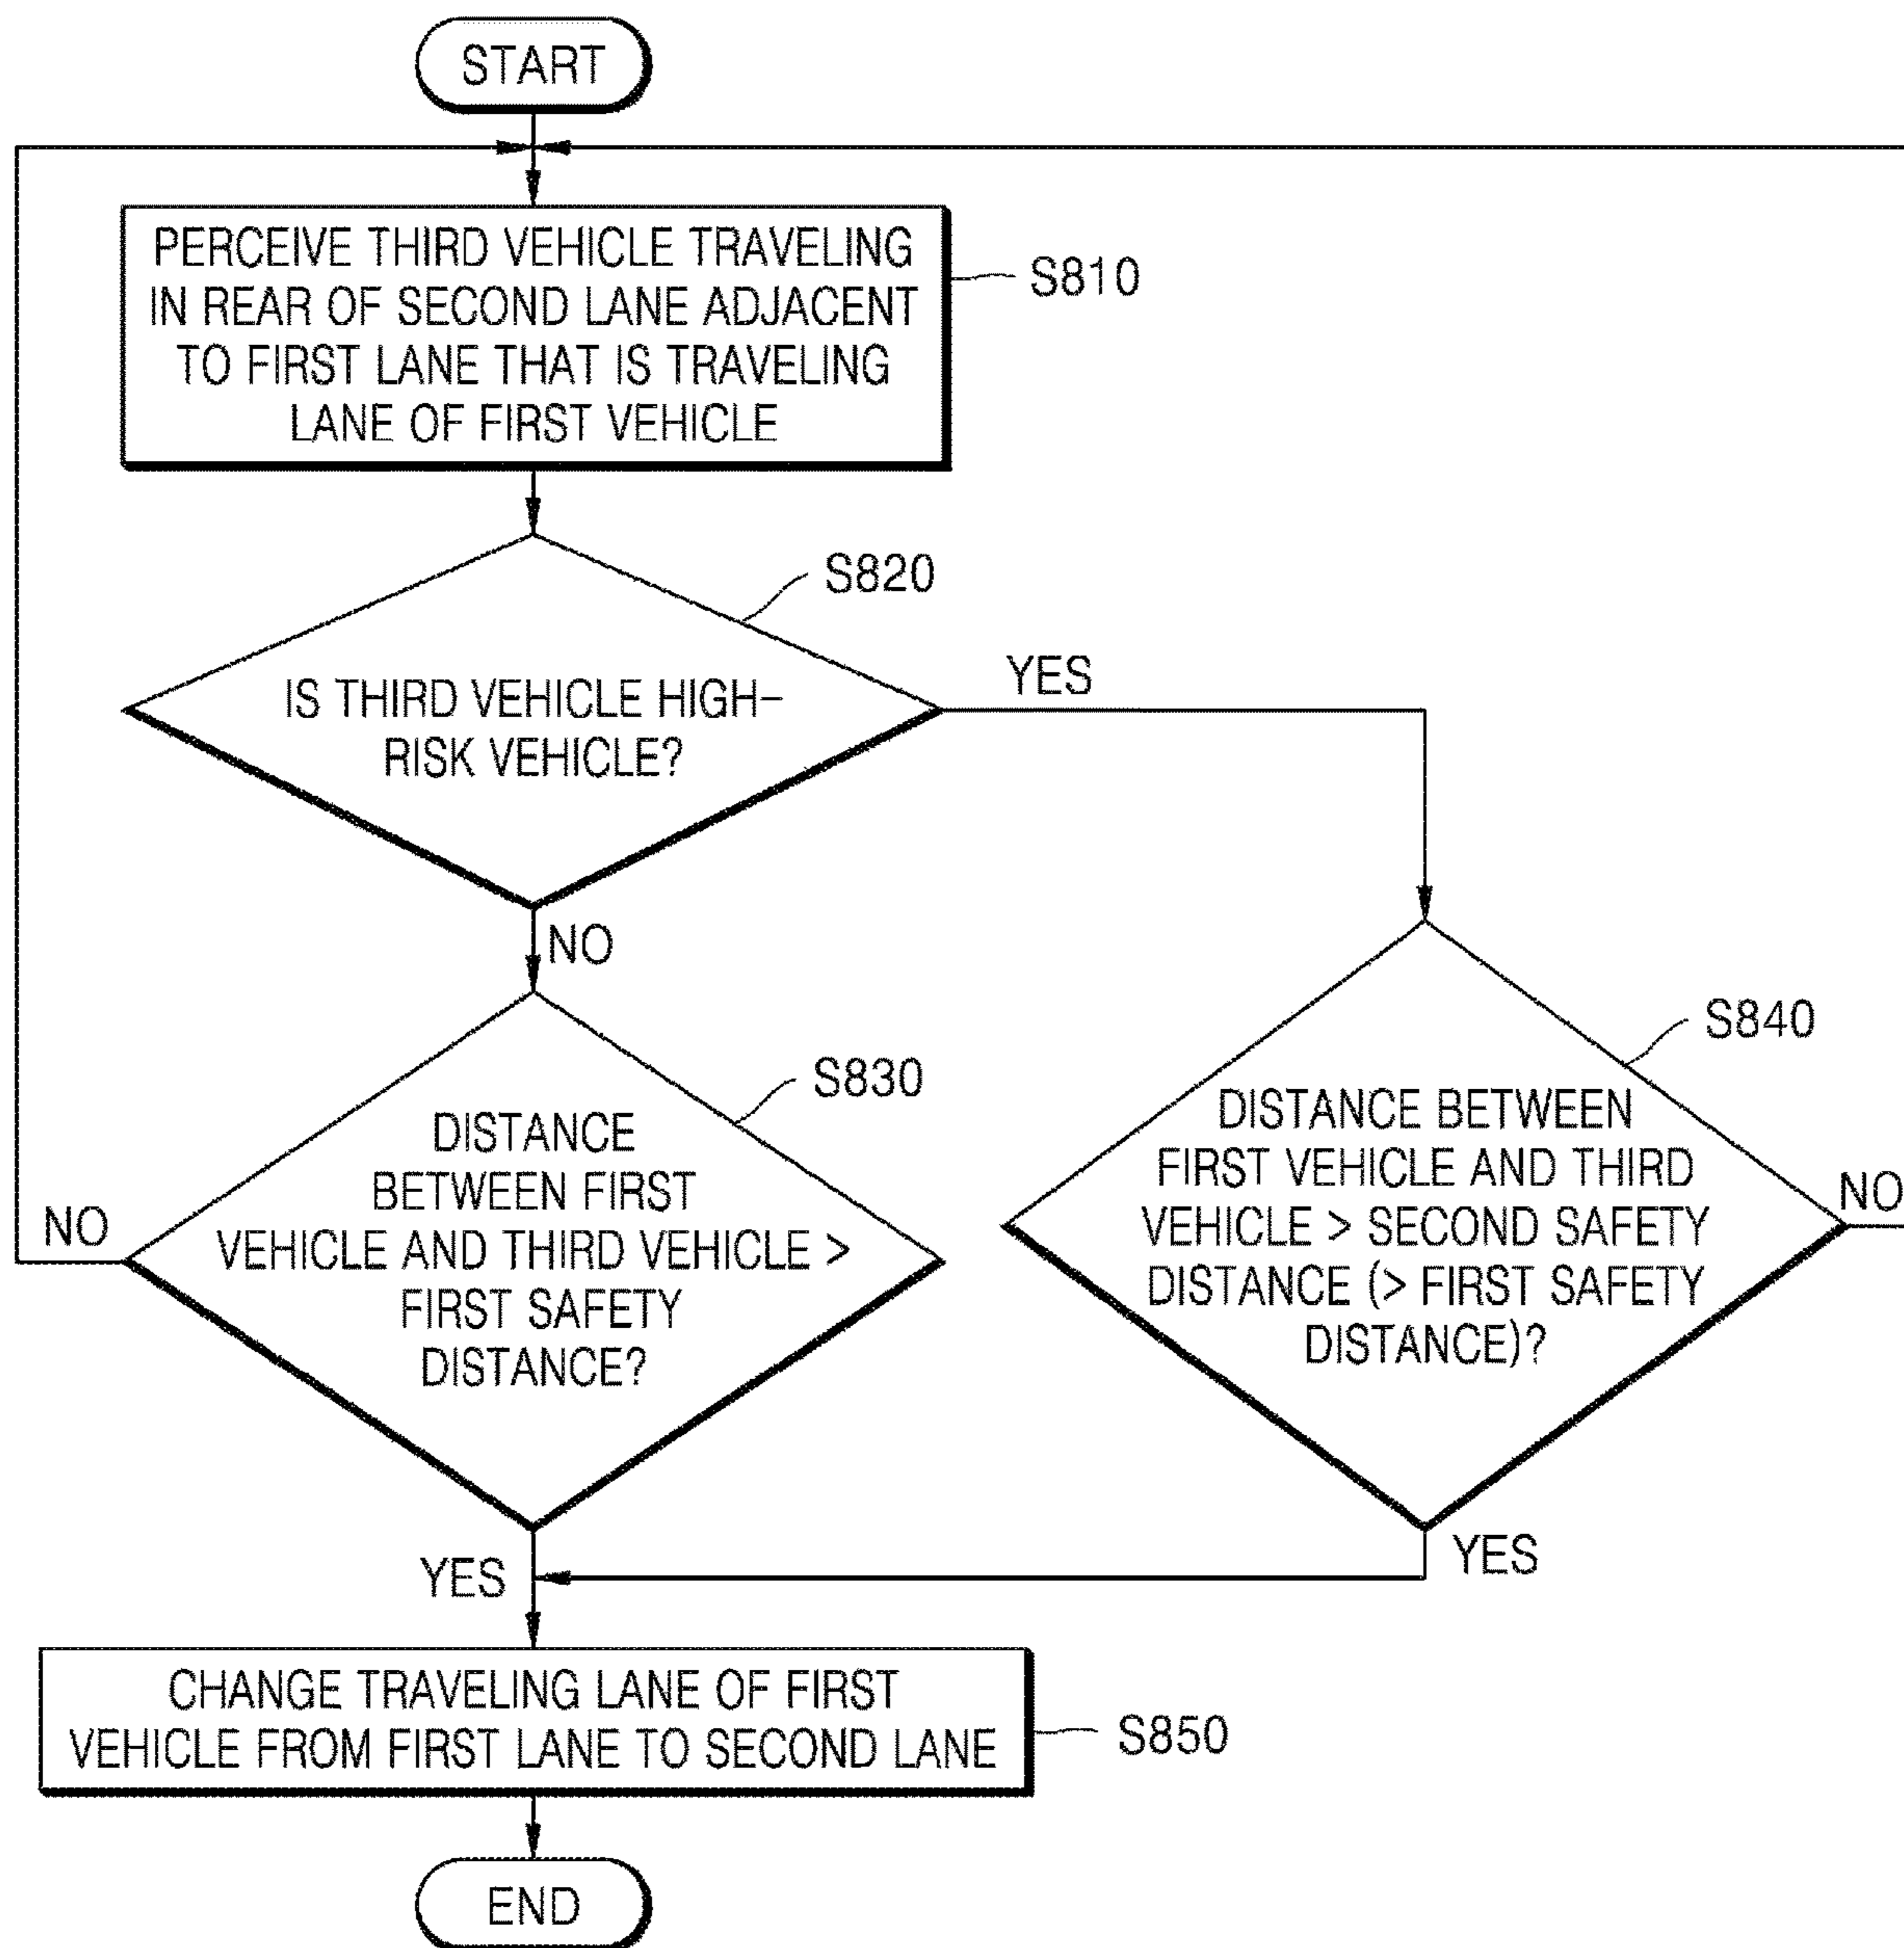 START
PERCEIVE THIRD VEHICLE TRAVELING
IN REAR OF SECOND LANE ADJACENT
TO FIRST LANE THAT IS TRAVELING
LANE OF FIRST VEHICLE
S810
S820
IS THIRD VEHICLE HIGH–
RISK VEHICLE?
YES
NO
S830
DISTANCE
BETWEEN FIRST
VEHICLE AND THIRD VEHICLE >
FIRST SAFETY
DISTANCE?
NO
YES
S840
DISTANCE BETWEEN
FIRST VEHICLE AND THIRD
VEHICLE > SECOND SAFETY
DISTANCE (> FIRST SAFETY
DISTANCE)?
NO
YES
CHANGE TRAVELING LANE OF FIRST
VEHICLE FROM FIRST LANE TO SECOND LANE
S850
END